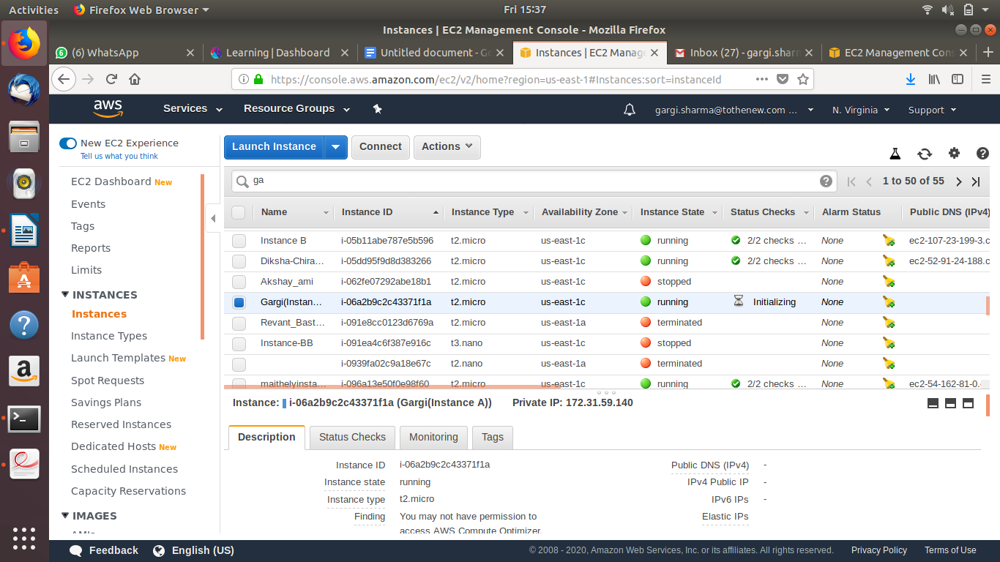 Activities Firefox Web Browser Fri 15:37
Instances | EC2 Management Console - Mozilla Firefox
6 (6) WhatsApp Learning | Dashboard Untitled document - Go Instances | EC2 Manage Inbox (27) - gargi.shar EC2 Management Con
https://console.aws.amazon.com/ec2/v2/home?region=us-east-1#Instances:sort=instanceId
aws Services Resource Groups gargi.sharma@tothenew.com ... N. Virginia Support
New EC2 Experience
Tell us what you think
Launch Instance Connect Actions
EC2 Dashboard New
Events
Tags
Reports
Limits
INSTANCES
Instances
Instance Types
Launch Templates New
Spot Requests
Savings Plans
Reserved Instances
Dedicated Hosts New
Scheduled Instances
Capacity Reservations
IMAGES
AMIs
ga 1 to 50 of 55
Name Instance ID Instance Type Availability Zone Instance State Status Checks Alarm Status Public DNS (IPv4)
Instance B i-05b11abe787e5b596 t2.micro us-east-1c running 2/2 checks ... None ec2-107-23-199-3.c
Diksha-Chira... i-05dd95f9d8d383266 t2.micro us-east-1c running 2/2 checks ... None ec2-52-91-24-188.c
Akshay_ami i-062fe07292abe18b1 t2.micro us-east-1c stopped None
Gargi(Instan... i-06a2b9c2c43371f1a t2.micro us-east-1c running Initializing None
Revant_Bast... i-091e8cc0123d6769a t2.micro us-east-1a terminated None
Instance-BB i-091ea4c6f387e916c t3.nano us-east-1c stopped None
i-0939fa02c9a18e67c t2.nano us-east-1a terminated None
maithelyinsta... i-096a13e50f0e98f60 t2.micro us-east-1c running 2/2 checks ... None ec2-54-162-81-0.
Instance: i-06a2b9c2c43371f1a (Gargi(Instance A)) Private IP: 172.31.59.140
Description Status Checks Monitoring Tags
Instance ID i-06a2b9c2c43371f1a Public DNS (IPv4) -
Instance state running IPv4 Public IP -
Instance type t2.micro IPv6 IPs -
Finding You may not have permission to Elastic IPs
access AWS Compute Optimizer.
Feedback English (US) © 2008 - 2020, Amazon Web Services, Inc. or its affiliates. All rights reserved. Privacy Policy Terms of Use